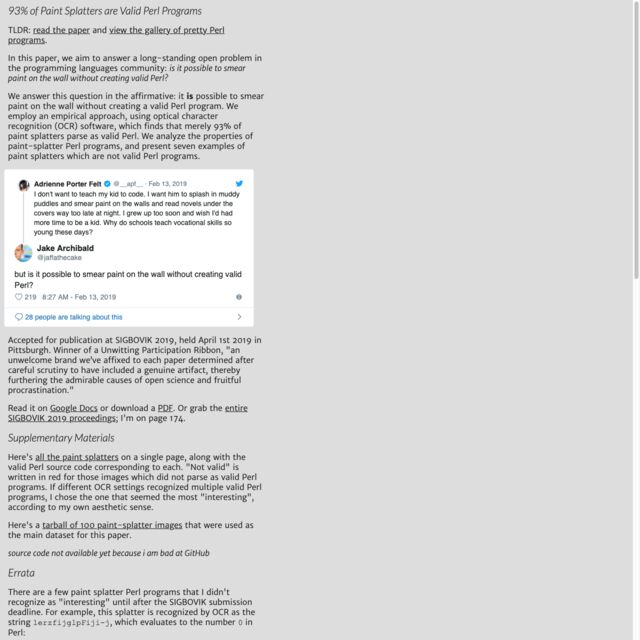 93% of Paint Splatters are Valid Perl Programs
TLDR: read the paper and view the gallery of pretty Perl
programs.
In this paper, we aim to answer a long-standing open problem in
the programming languages community: is it possible to smear
paint on the wall without creating valid Perl?
We answer this question in the affirmative: it is possible to smear
paint on the wall without creating a valid Perl program. We
employ an empirical approach, using optical character
recognition (OCR) software, which finds that merely 93% of
paint splatters parse as valid Perl. We analyze the properties of
paint-splatter Perl programs, and present seven examples of
paint splatters which are not valid Perl programs.
Adrienne Porter Felt @__apf__ · Feb 13, 2019
I don't want to teach my kid to code. I want him to splash in muddy
puddles and smear paint on the walls and read novels under the
covers way too late at night. I grew up too soon and wish I'd had
more time to be a kid. Why do schools teach vocational skills so
young these days?
Jake Archibald
@jaffathecake
but is it possible to smear paint on the wall without creating valid
Perl?
219 8:27 AM - Feb 13, 2019
28 people are talking about this
Accepted for publication at SIGBOVIK 2019, held April 1st 2019 in
Pittsburgh. Winner of a Unwitting Participation Ribbon, "an
unwelcome brand we've affixed to each paper determined after
careful scrutiny to have included a genuine artifact, thereby
furthering the admirable causes of open science and fruitful
procrastination."
Read it on Google Docs or download a PDF. Or grab the entire
SIGBOVIK 2019 proceedings; I'm on page 174.
Supplementary Materials
Here's all the paint splatters on a single page, along with the
valid Perl source code corresponding to each. "Not valid" is
written in red for those images which did not parse as valid Perl
programs. If different OCR settings recognized multiple valid Perl
programs, I chose the one that seemed the most "interesting",
according to my own aesthetic sense.
Here's a tarball of 100 paint-splatter images that were used as
the main dataset for this paper.
source code not available yet because i am bad at GitHub
Errata
There are a few paint splatter Perl programs that I didn't
recognize as "interesting" until after the SIGBOVIK submission
deadline. For example, this splatter is recognized by OCR as the
string lerzfijglpFiji-j, which evaluates to the number 0 in
Perl: